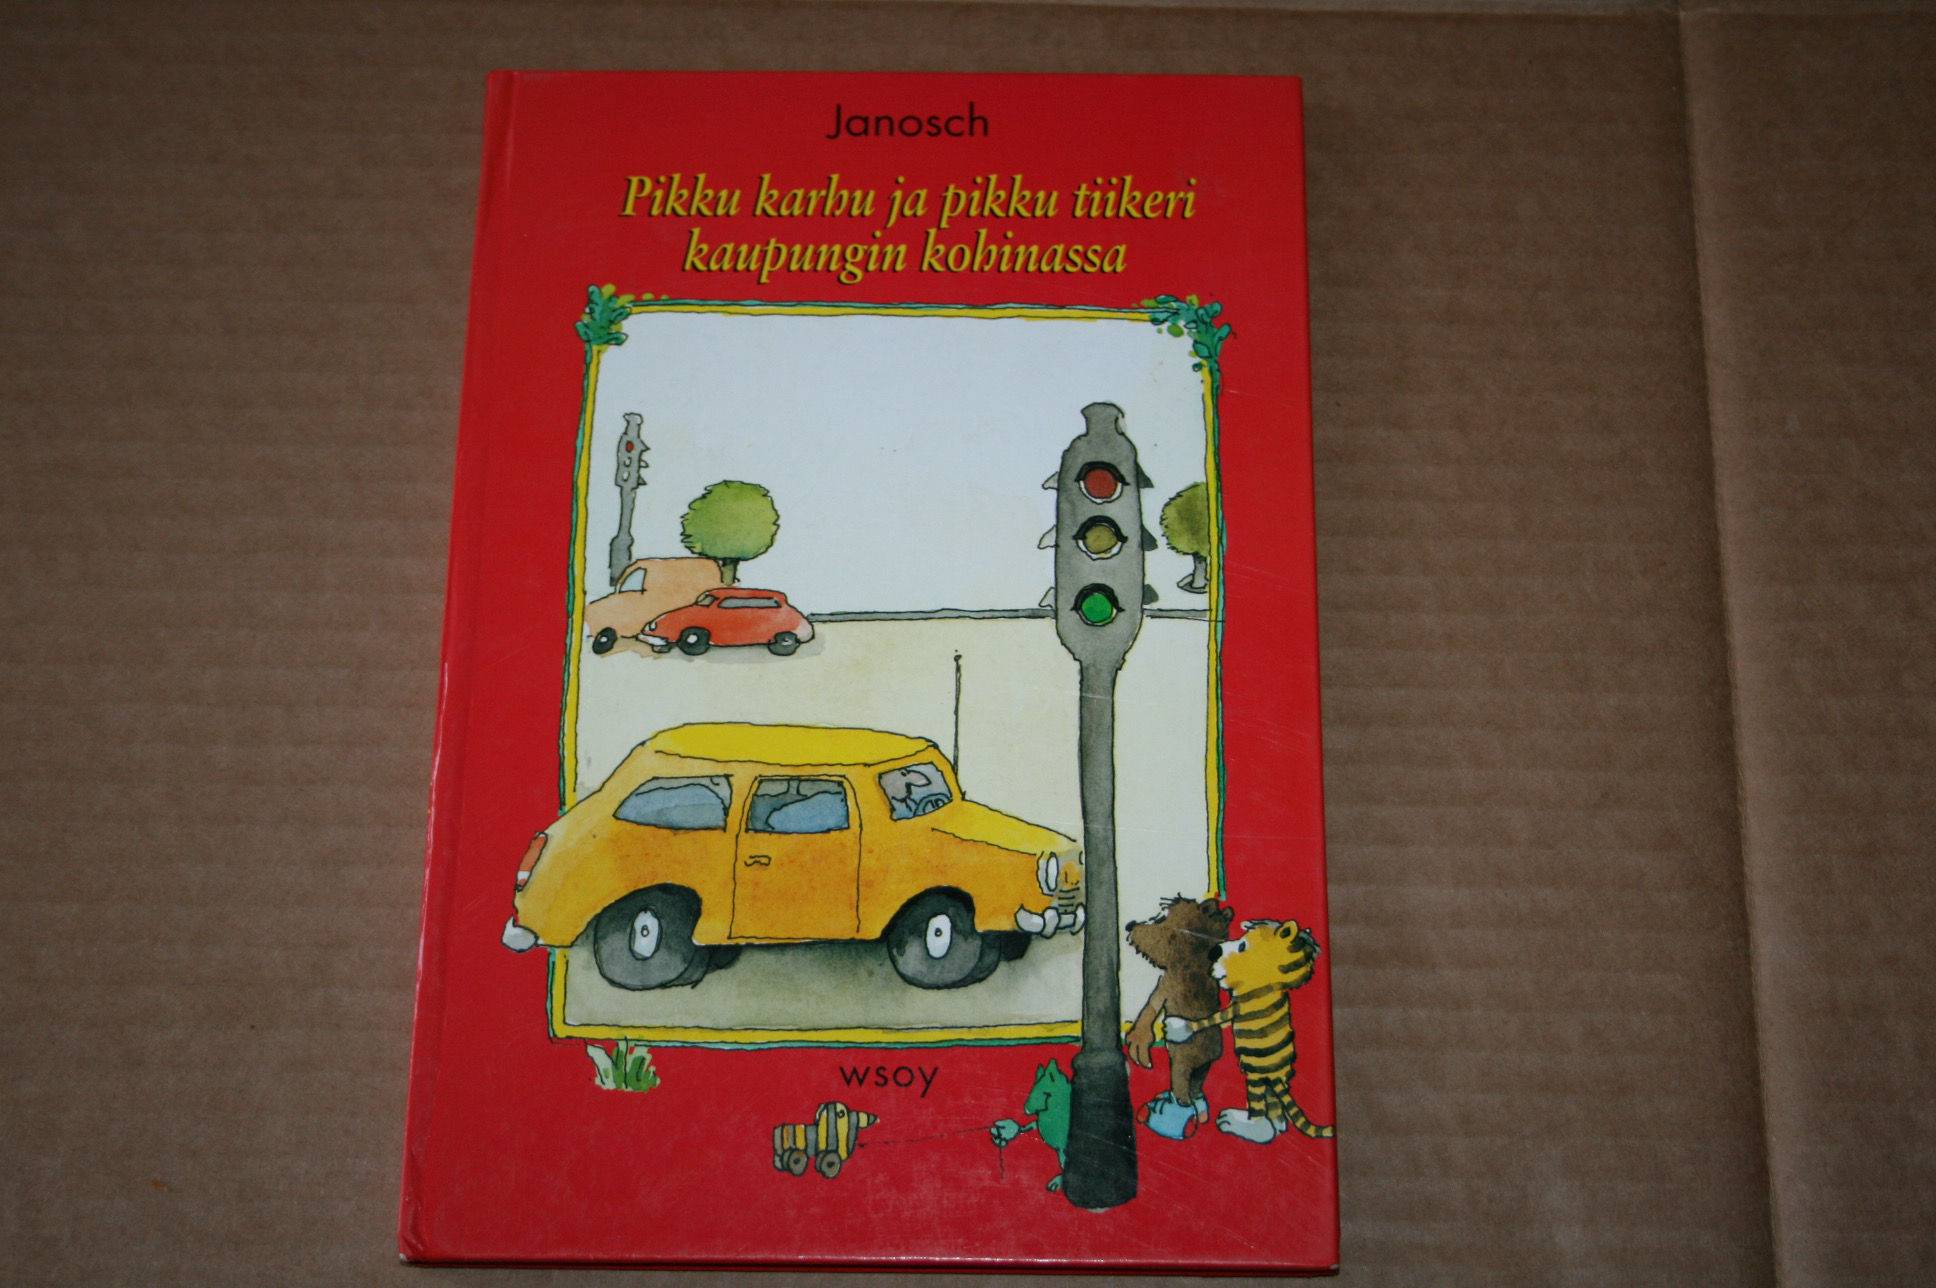 Janosch
Pikku karhu ja pikku tiikeri
kaupungin kohinassa
wsoy